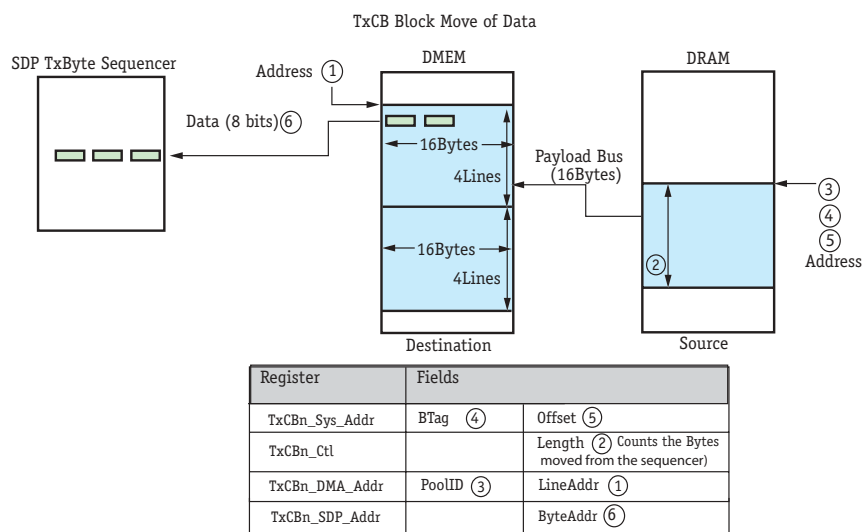 TxCB Block Move of Data
SDP TxByte Sequencer
DMEM
DRAM
Address 1
Data (8 bits) 6
16Bytes
4Lines
Payload Bus
(16Bytes)
3
4
5
Address
16Bytes
4Lines
2
Destination
Source
Register Fields
TxCBn_Sys_Addr BTag 4 Offset 5
TxCBn_Ctl Length 2 Counts the Bytes
moved from the sequencer)
TxCBn_DMA_Addr PoolID 3 LineAddr 1
TxCBn_SDP_Addr ByteAddr 6